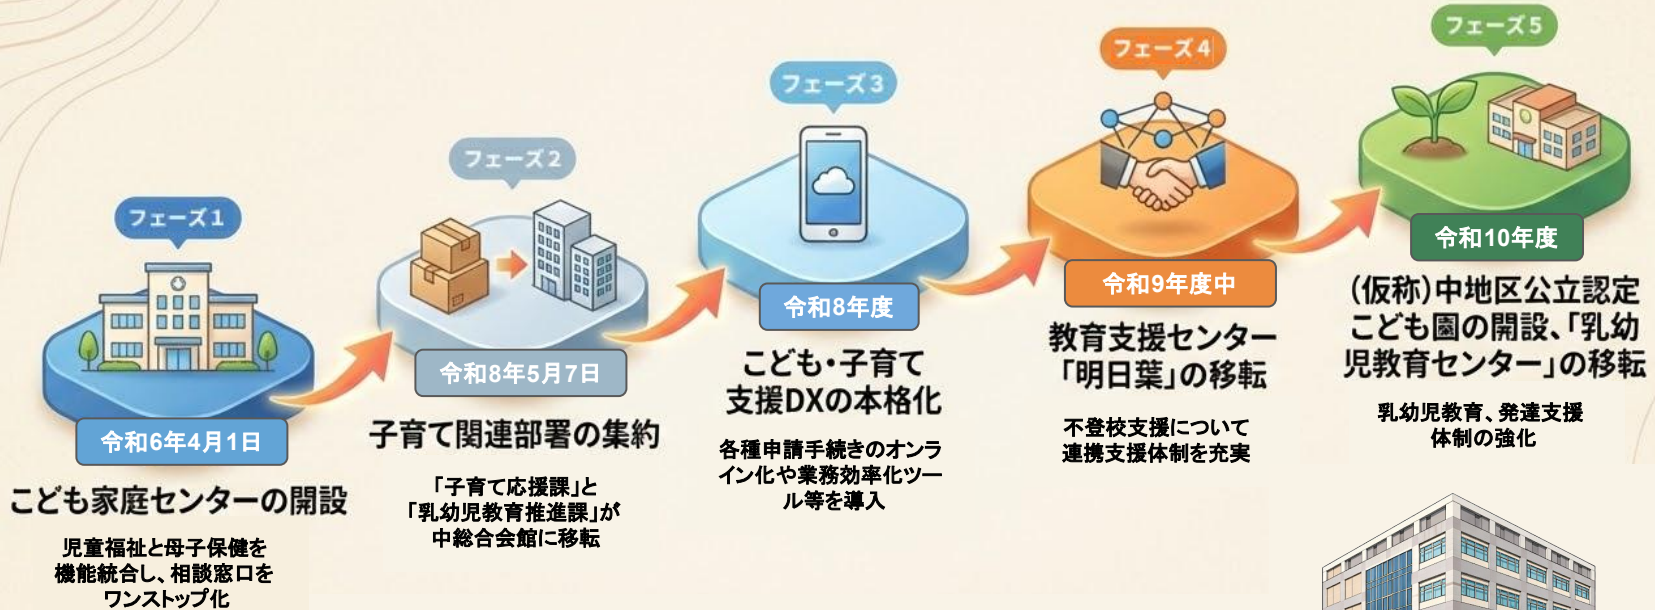 フェーズ1
令和6年4月1日
こども家庭センターの開設
児童福祉と母子保健を
機能統合し、相談窓口を
ワンストップ化
フェーズ2
令和8年5月7日
子育て関連部署の集約
「子育て応援課」と
「乳幼児教育推進課」が
中総合会館に移転
フェーズ3
令和8年度
こども・子育て
支援DXの本格化
各種申請手続きのオンラ
イン化や業務効率化ツー
ル等を導入
フェーズ4
令和9年度中
教育支援センター
「明日葉」の移転
不登校支援について
連携支援体制を充実
フェーズ5
令和10年度
(仮称)中地区公立認定
こども園の開設、「乳幼
児教育センター」の移転
乳幼児教育、発達支援
体制の強化